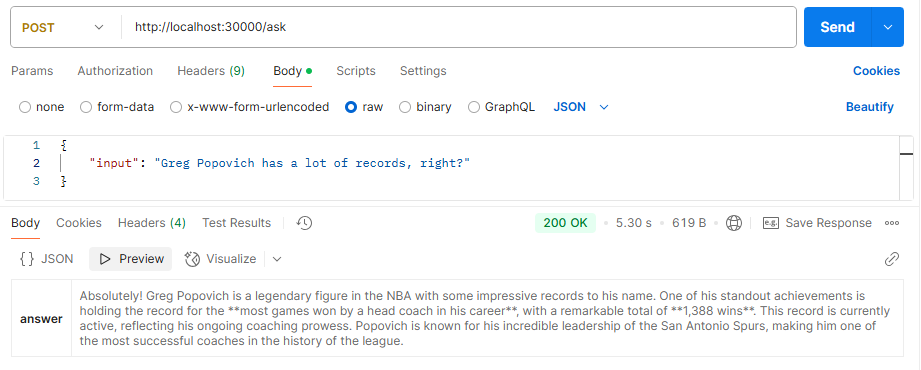 POST http://localhost:30000/ask Send
Params Authorization Headers (9) Body Scripts Settings Cookies
none form-data x-www-form-urlencoded raw binary GraphQL JSON Beautify
1 {
2 "input": "Greg Popovich has a lot of records, right?"
3 }
Body Cookies Headers (4) Test Results 200 OK 5.30 s 619 B e.g. Save Response
{} JSON Preview Visualize
answer
Absolutely! Greg Popovich is a legendary figure in the NBA with some impressive records to his name. One of his standout achievements is
holding the record for the **most games won by a head coach in his career**, with a remarkable total of **1,388 wins**. This record is currently
active, reflecting his ongoing coaching prowess. Popovich is known for his incredible leadership of the San Antonio Spurs, making him one of
the most successful coaches in the history of the league.